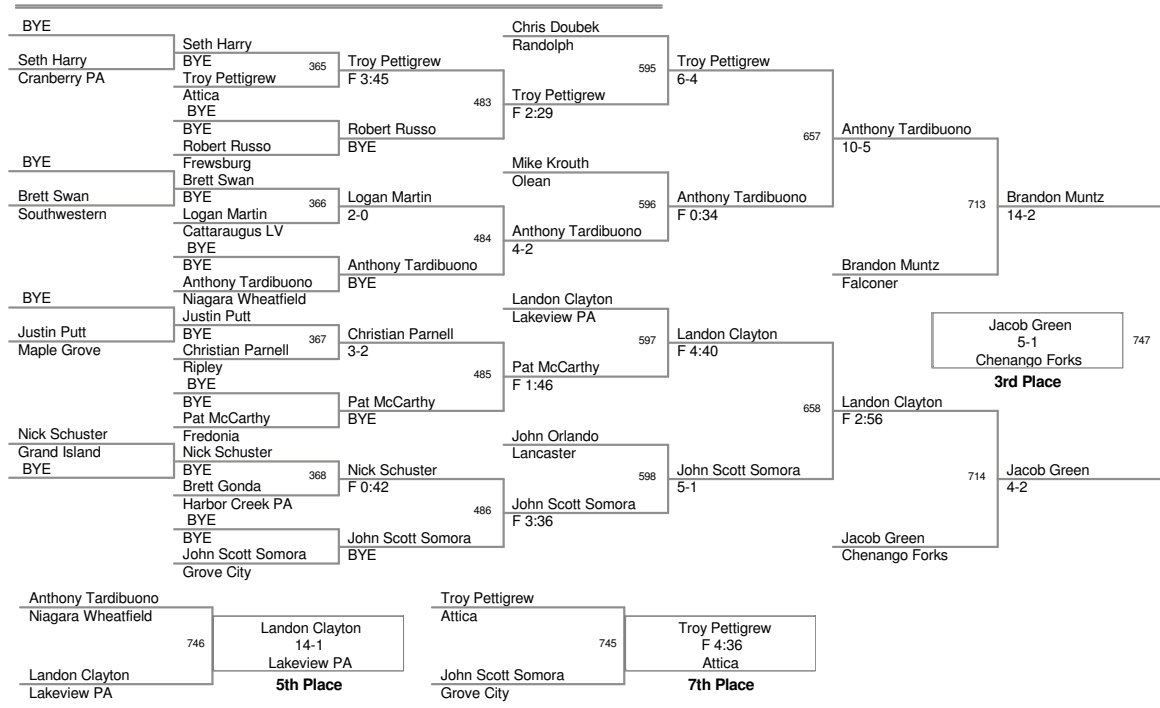 BYE
Seth Harry
Cranberry PA
BYE
Brett Swan
Southwestern
BYE
Justin Putt
Maple Grove
Nick Schuster
Grand Island
BYE
Seth Harry
BYE
365
Troy Pettigrew
Attica
BYE
BYE
Robert Russo
Frewsburg
Brett Swan
BYE
366
Logan Martin
Cattaraugus LV
BYE
BYE
Anthony Tardibuono
Niagara Wheatfield
Justin Putt
BYE
367
Christian Parnell
Ripley
BYE
BYE
Pat McCarthy
Fredonia
Nick Schuster
BYE
368
Brett Gonda
Harbor Creek PA
BYE
BYE
John Scott Somora
Grove City
Troy Pettigrew
F 3:45
483
Robert Russo
BYE
Logan Martin
2-0
484
Anthony Tardibuono
BYE
Christian Parnell
3-2
485
Pat McCarthy
BYE
Nick Schuster
F 0:42
486
John Scott Somora
BYE
Chris Doubek
Randolph
595
Troy Pettigrew
F 2:29
Mike Krouth
Olean
596
Anthony Tardibuono
4-2
Landon Clayton
Lakeview PA
597
Pat McCarthy
F 1:46
John Orlando
Lancaster
598
John Scott Somora
F 3:36
Troy Pettigrew
6-4
657
Anthony Tardibuono
F 0:34
Landon Clayton
F 4:40
658
John Scott Somora
5-1
Anthony Tardibuono
10-5
713
Brandon Muntz
Falconer
Landon Clayton
F 2:56
714
Jacob Green
Chenango Forks
Brandon Muntz
14-2
Jacob Green
5-1
Chenango Forks
747
3rd Place
Jacob Green
4-2
Anthony Tardibuono
Niagara Wheatfield
746
Landon Clayton
Lakeview PA
Landon Clayton
14-1
Lakeview PA
5th Place
Troy Pettigrew
Attica
745
John Scott Somora
Grove City
Troy Pettigrew
F 4:36
Attica
7th Place